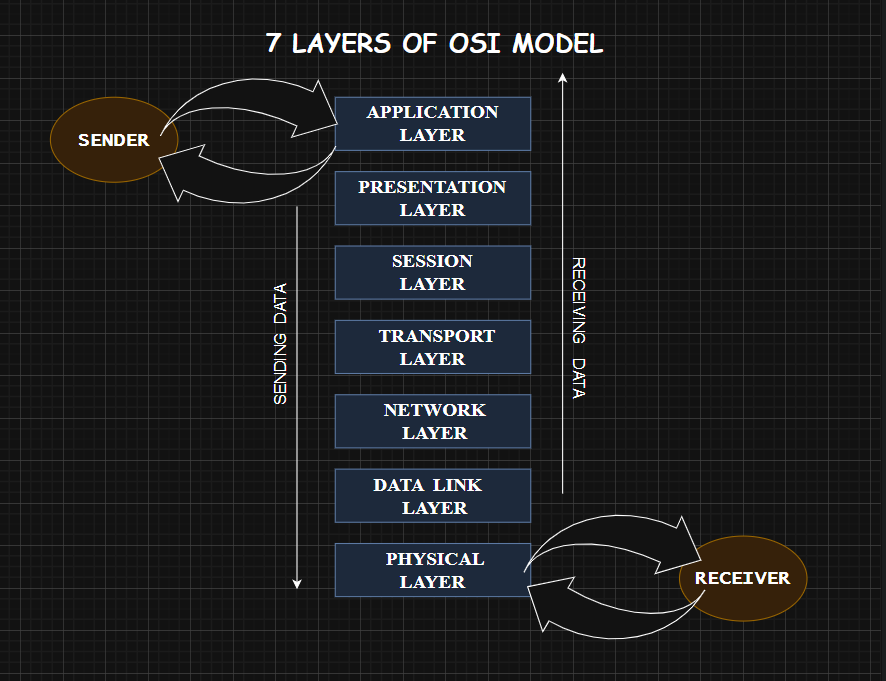 7 LAYERS OF OSI MODEL
SENDER
APPLICATION
LAYER
PRESENTATION
LAYER
SESSION
LAYER
TRANSPORT
LAYER
NETWORK
LAYER
DATA LINK
LAYER
PHYSICAL
LAYER
SENDING DATA
RECEIVING DATA
RECEIVER